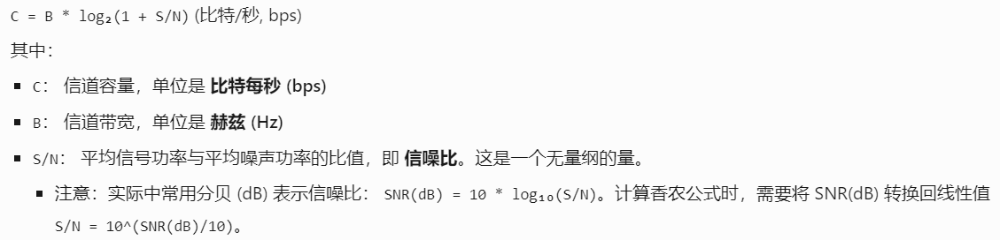 C = B * log₂(1 + S/N) (比特/秒, bps)
其中：
▪ C： 信道容量，单位是 比特每秒 (bps)
▪ B： 信道带宽，单位是 赫兹 (Hz)
▪ S/N： 平均信号功率与平均噪声功率的比值，即 信噪比。这是一个无量纲的量。
▪ 注意：实际中常用分贝 (dB) 表示信噪比： SNR(dB) = 10 * log₁₀(S/N)。计算香农公式时，需要将 SNR(dB) 转换回线性值
S/N = 10^(SNR(dB)/10)。